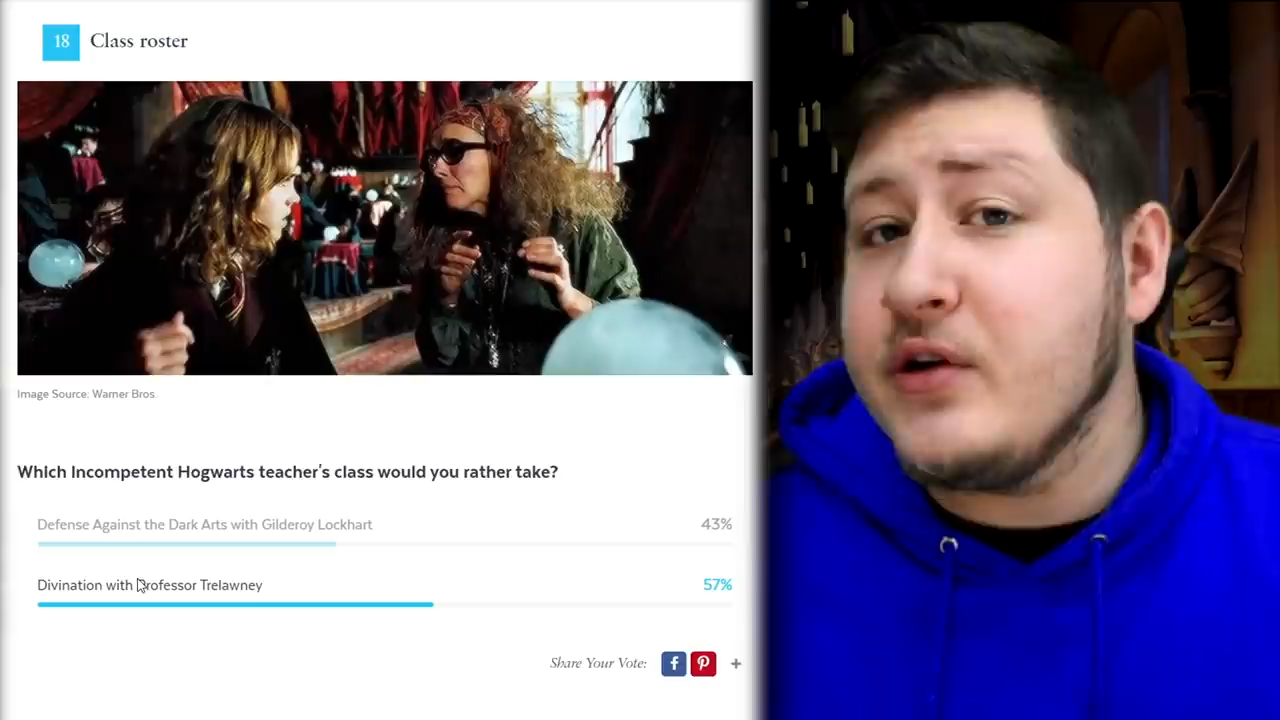 18 Class roster
Image Source: Warner Bros.
Which Incompetent Hogwarts teacher's class would you rather take?
Defense Against the Dark Arts with Gilderoy Lockhart 43%
Divination with Professor Trelawney 57%
Share Your Vote: f P +